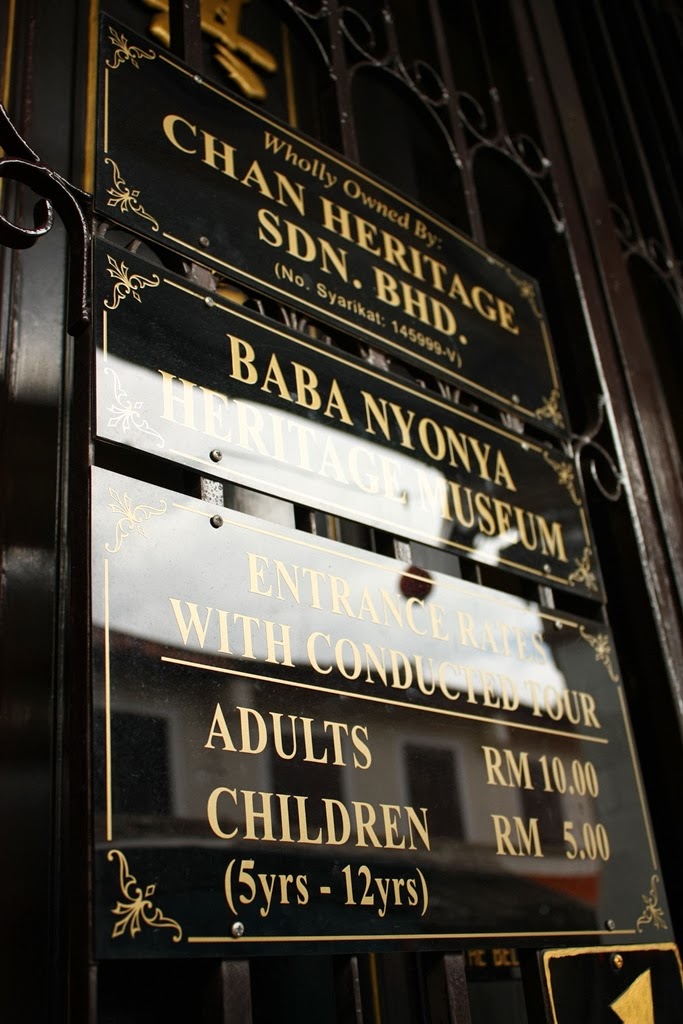 Wholly Owned By:
CHAN HERITAGE
SDN. BHD.
(No. Syarikat: 145999-V)
BABA NYONYA
HERITAGE MUSEUM
ENTRANCE RATES
WITH CONDUCTED TOUR
ADULTS RM 10.00
CHILDREN RM 5.00
(5yrs - 12yrs)